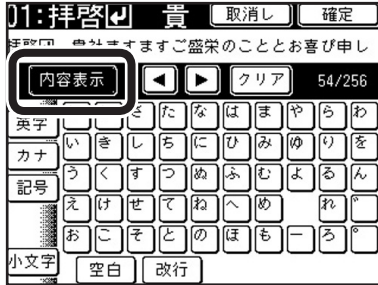 01:拝啓↵ 貴 取消し 確定
拝啓↵ 貴社ますますご盛栄のこととお喜び申し
内容表示 ◀ ▶ クリア 54/256
さ た な は ま や ら わ
英字
い き し ち に ひ み ゆ り を
カナ
う く す つ ぬ ふ む よ る ん
記号
え け せ て ね へ め れ ゛
お こ そ と の ほ も ー ろ ゜
小文字 空白 改行